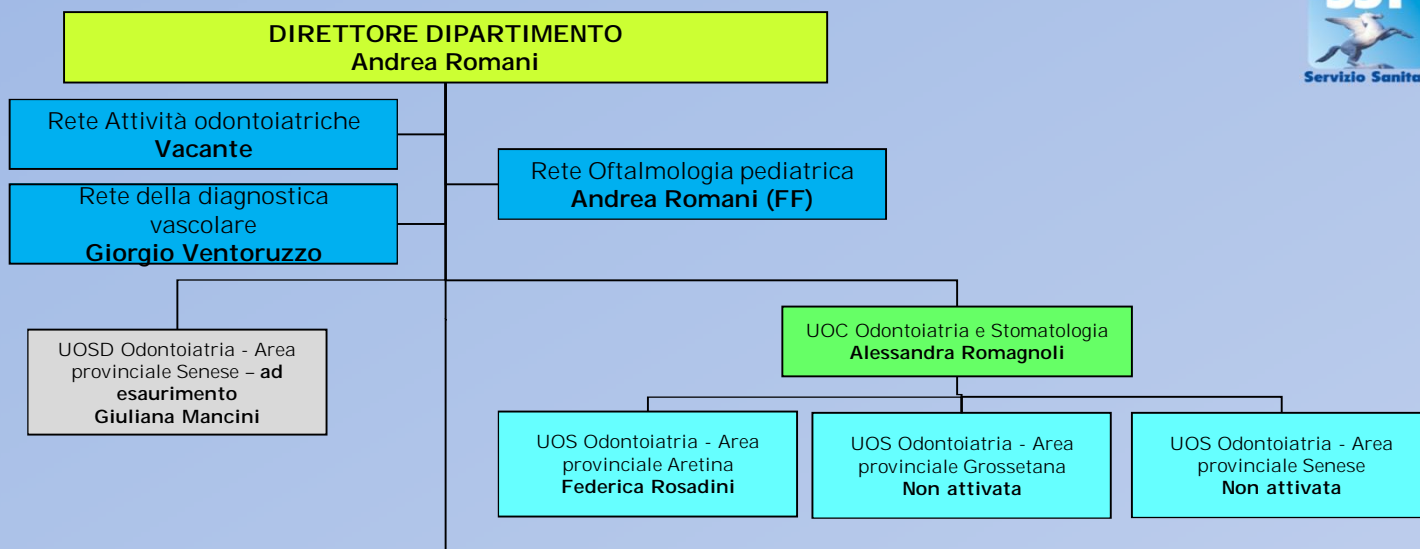 DIRETTORE DIPARTIMENTO
Andrea Romani
Servizio
Rete Attività odontoiatriche
Vacante
Rete Oftalmologia pediatrica
Andrea Romani (FF)
Rete della diagnostica
vascolare
Giorgio Ventoruzzo
UOSD Odontoiatria - Area
provinciale Senese – ad
esaurimento
Giuliana Mancini
UOC Odontoiatria e Stomatologia
Alessandra Romagnoli
UOS Odontoiatria - Area
provinciale Aretina
Federica Rosadini
UOS Odontoiatria - Area
provinciale Grossetana
Non attivata
UOS Odontoiatria - Area
provinciale Senese
Non attivata